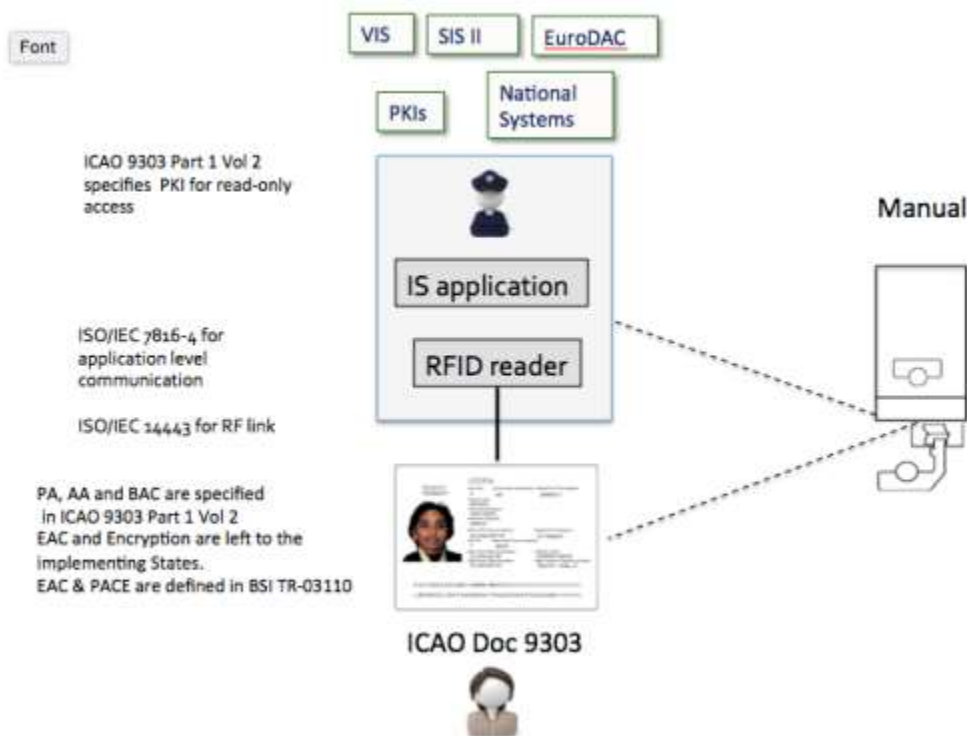 Font
VIS
SIS II
EuroDAC
PKIs
National
Systems
ICAO 9303 Part 1 Vol 2
specifies PKI for read-only
access
Manual
IS application
ISO/IEC 7816-4 for
application level
communication
RFID reader
ISO/IEC 14443 for RF link
PA, AA and BAC are specified
in ICAO 9303 Part 1 Vol 2
EAC and Encryption are left to the
implementing States.
EAC & PACE are defined in BSI TR-03110
ICAO Doc 9303